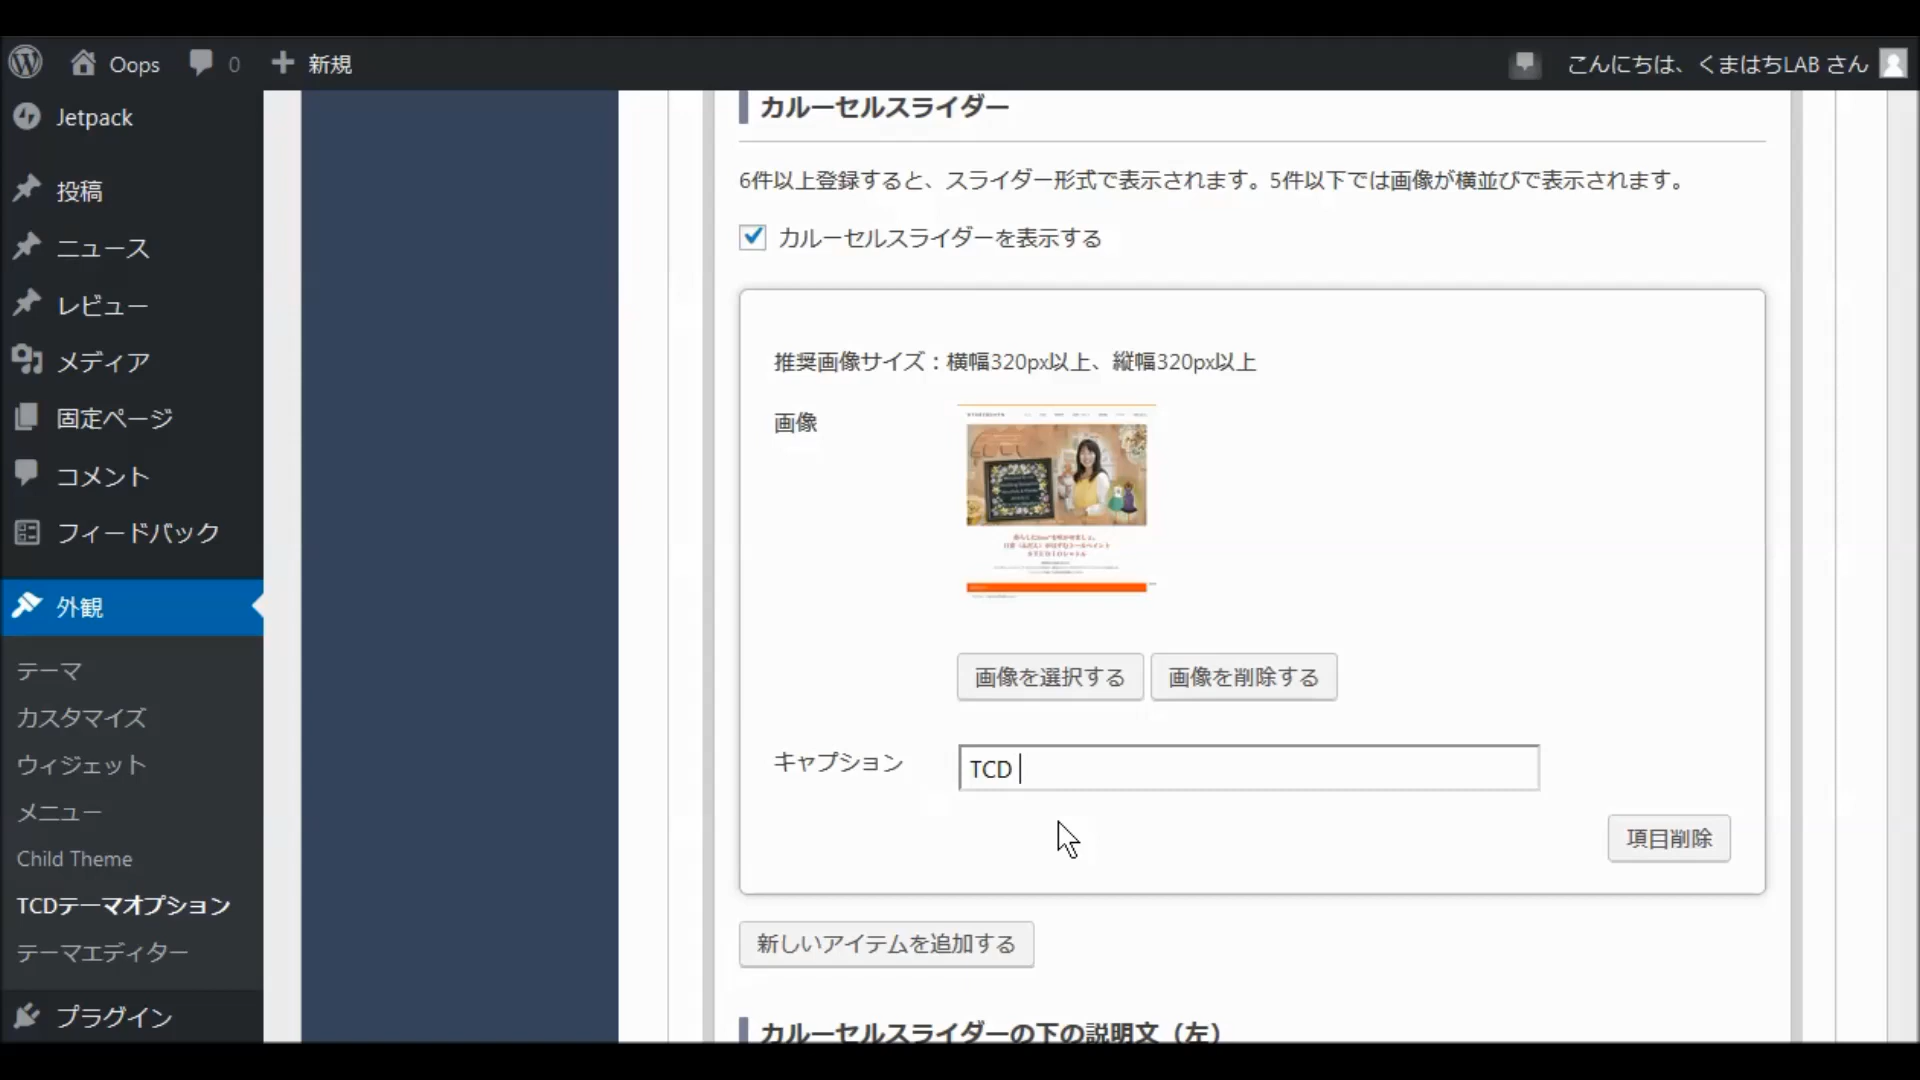 Oops
0
新規
こんにちは、くまはちLAB さん
Jetpack
投稿
ニュース
レビュー
メディア
固定ページ
コメント
フィードバック
外観
テーマ
カスタマイズ
ウィジェット
メニュー
Child Theme
TCDテーマオプション
テーマエディター
プラグイン
カルーセルスライダー
6件以上登録すると、スライダー形式で表示されます。5件以下では画像が横並びで表示されます。
カルーセルスライダーを表示する
推奨画像サイズ：横幅320px以上、縦幅320px以上
画像
画像を選択する
画像を削除する
キャプション
TCD
項目削除
新しいアイテムを追加する
カルーセルスライダーの下の説明文（左）